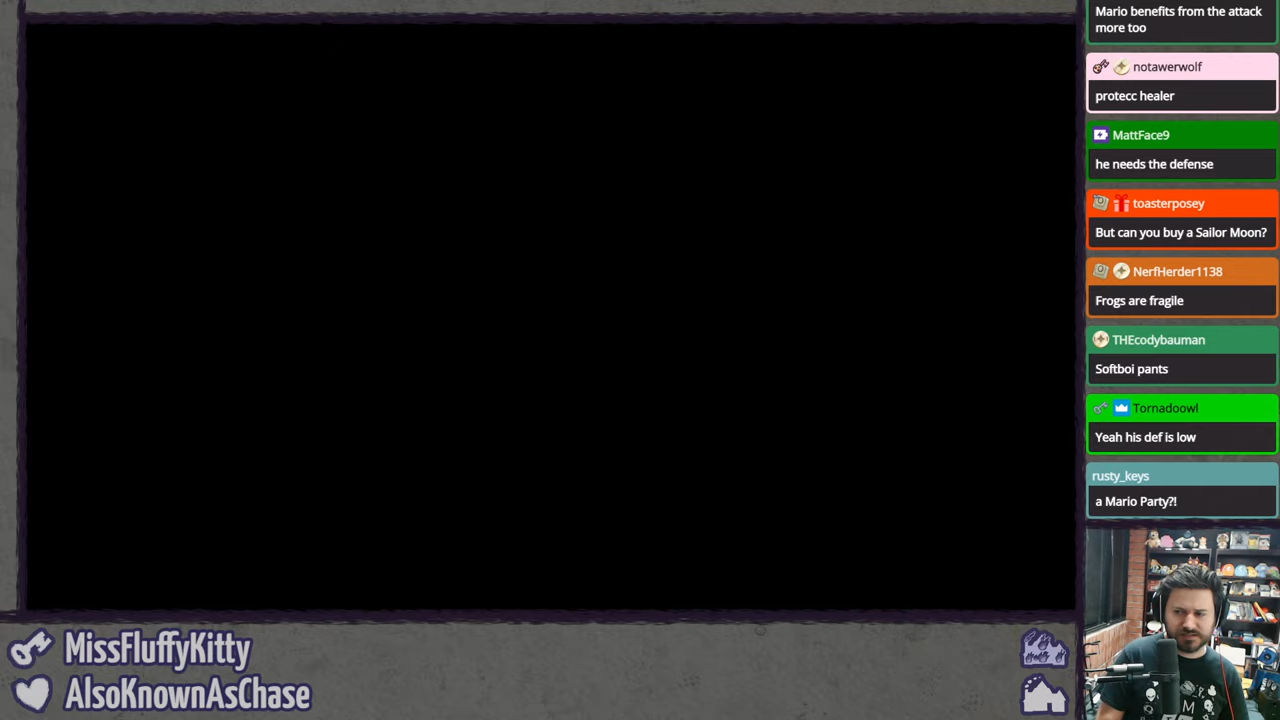 Mario benefits from the attack
more too
notawerwolf
protecc healer
MattFace9
he needs the defense
toasterposey
But can you buy a Sailor Moon?
NerfHerder1138
Frogs are fragile
THEcodybauman
Softboi pants
Tornadoowl
Yeah his def is low
rusty_keys
a Mario Party?!
MissFluffyKitty
AlsoKnownAsChase